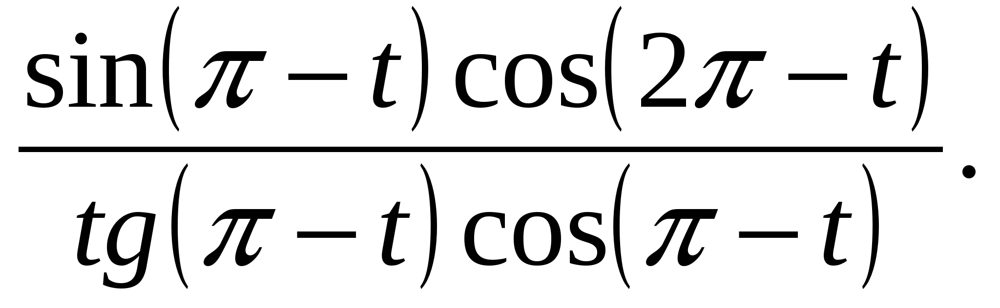 sin(π − t) cos(2π − t)
tg(π − t) cos(π − t) .